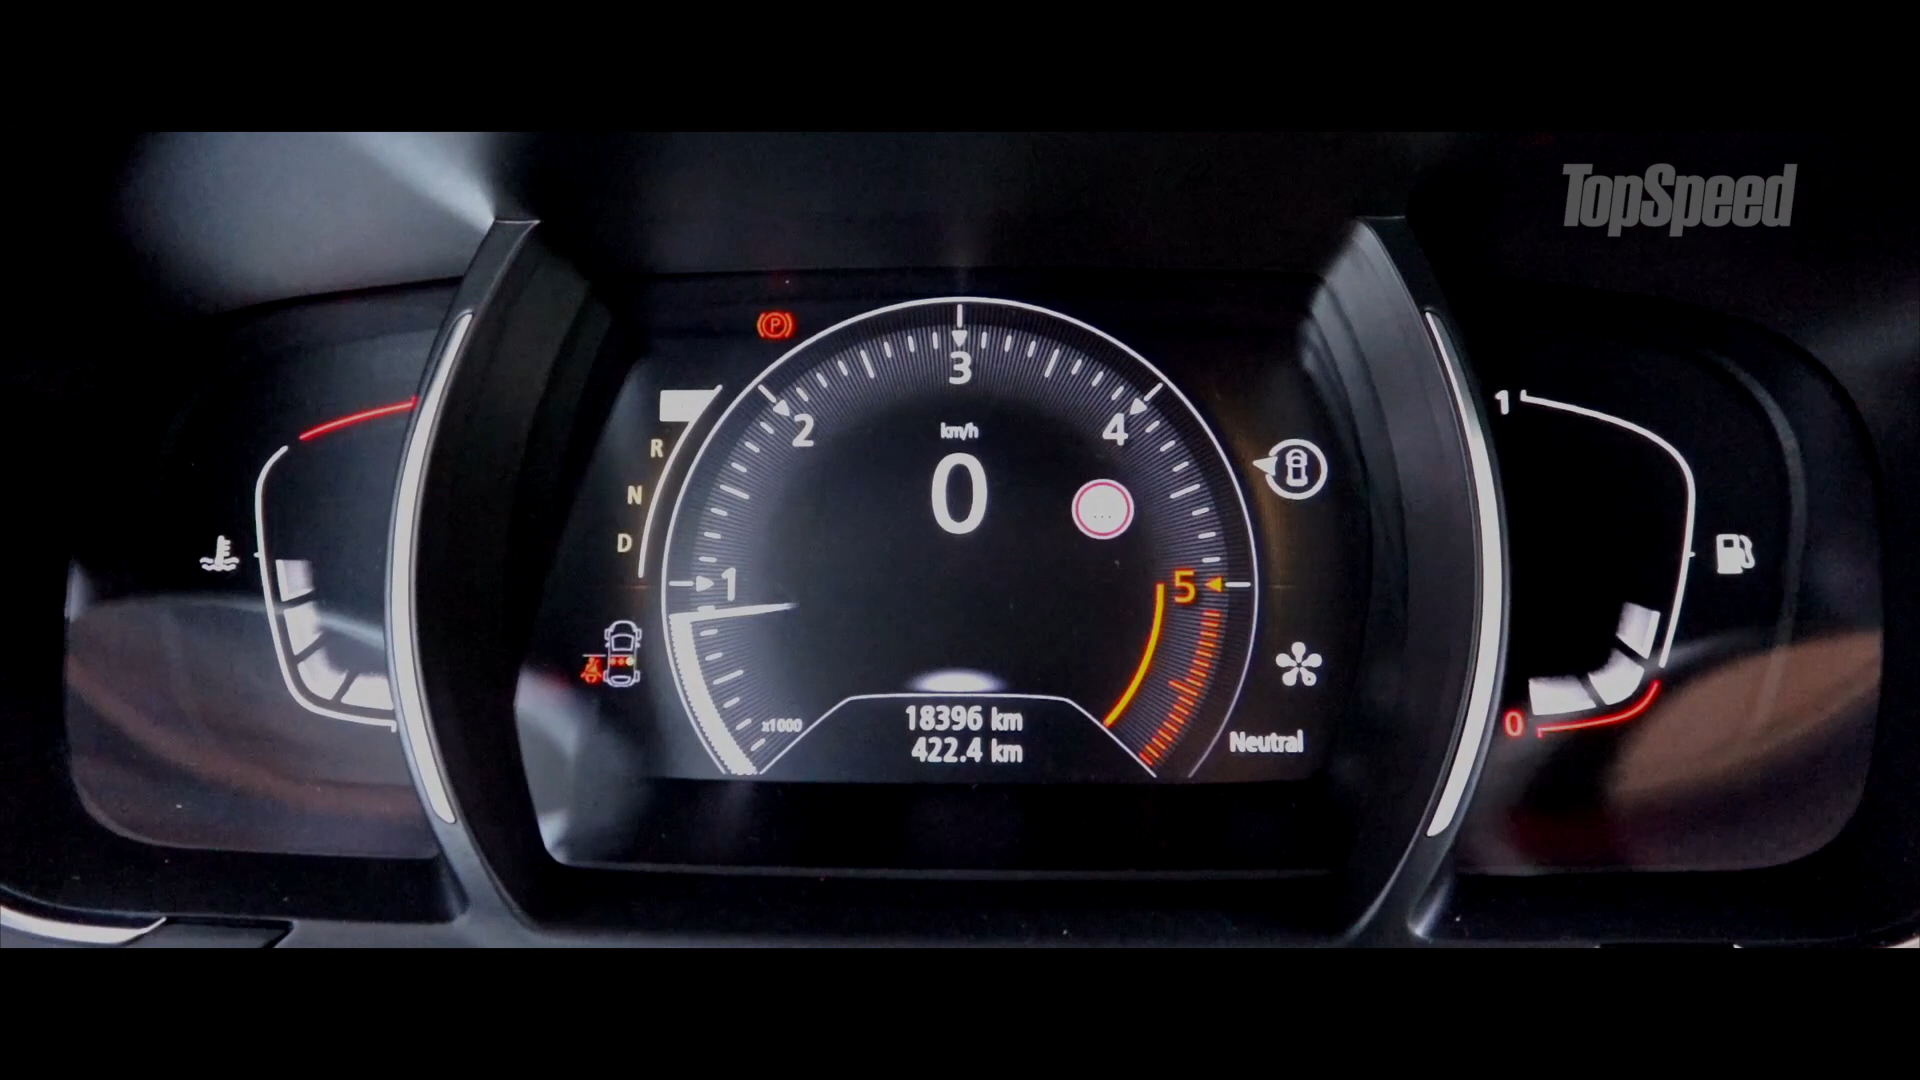 TopSpeed
P
3
2
4
km/h
0
R
N
D
...
1
5
x1000
18396 km
422.4 km
Neutral
1
0